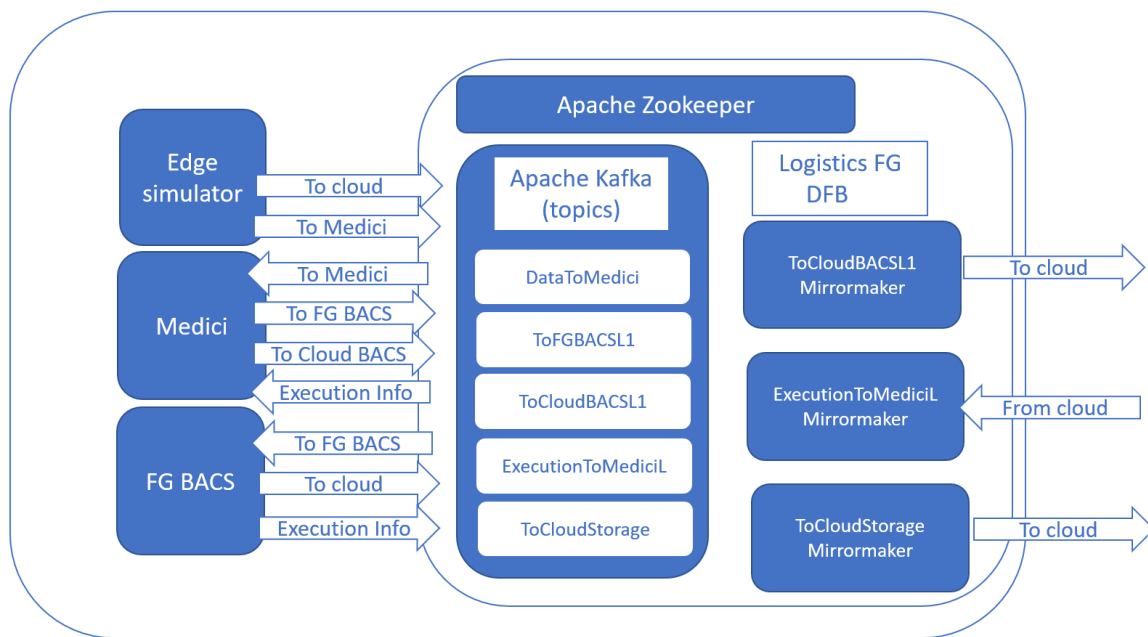 Apache Zookeeper
Edge
simulator
To cloud
To Medici
Medici
To Medici
To FG BACS
To Cloud BACS
Execution Info
FG BACS
To FG BACS
To cloud
Execution Info
Apache Kafka
(topics)
DataToMedici
ToFGBACSL1
ToCloudBACSL1
ExecutionToMediciL
ToCloudStorage
Logistics FG
DFB
ToCloudBACSL1
Mirrormaker
To cloud
ExecutionToMediciL
Mirrormaker
From cloud
ToCloudStorage
Mirrormaker
To cloud